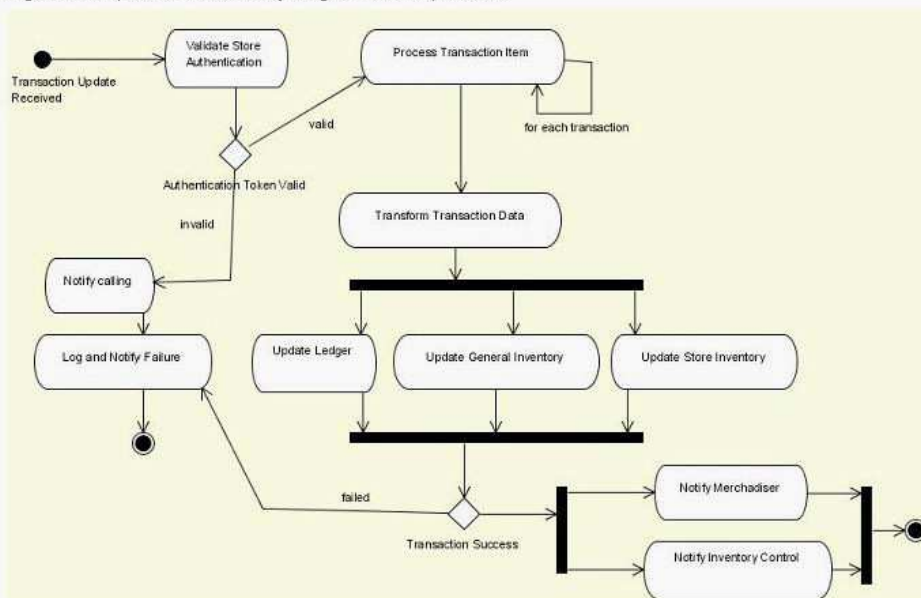 Validate Store
Authentication
Process Transaction Item
Transaction Update
Received
valid
for each transaction
Authentication Token Valid
Transform Transaction Data
invalid
Notify calling
Log and Notify Failure
Update Ledger
Update General Inventory
Update Store Inventory
failed
Notify Merchadiser
Transaction Success
Notify Inventory Control